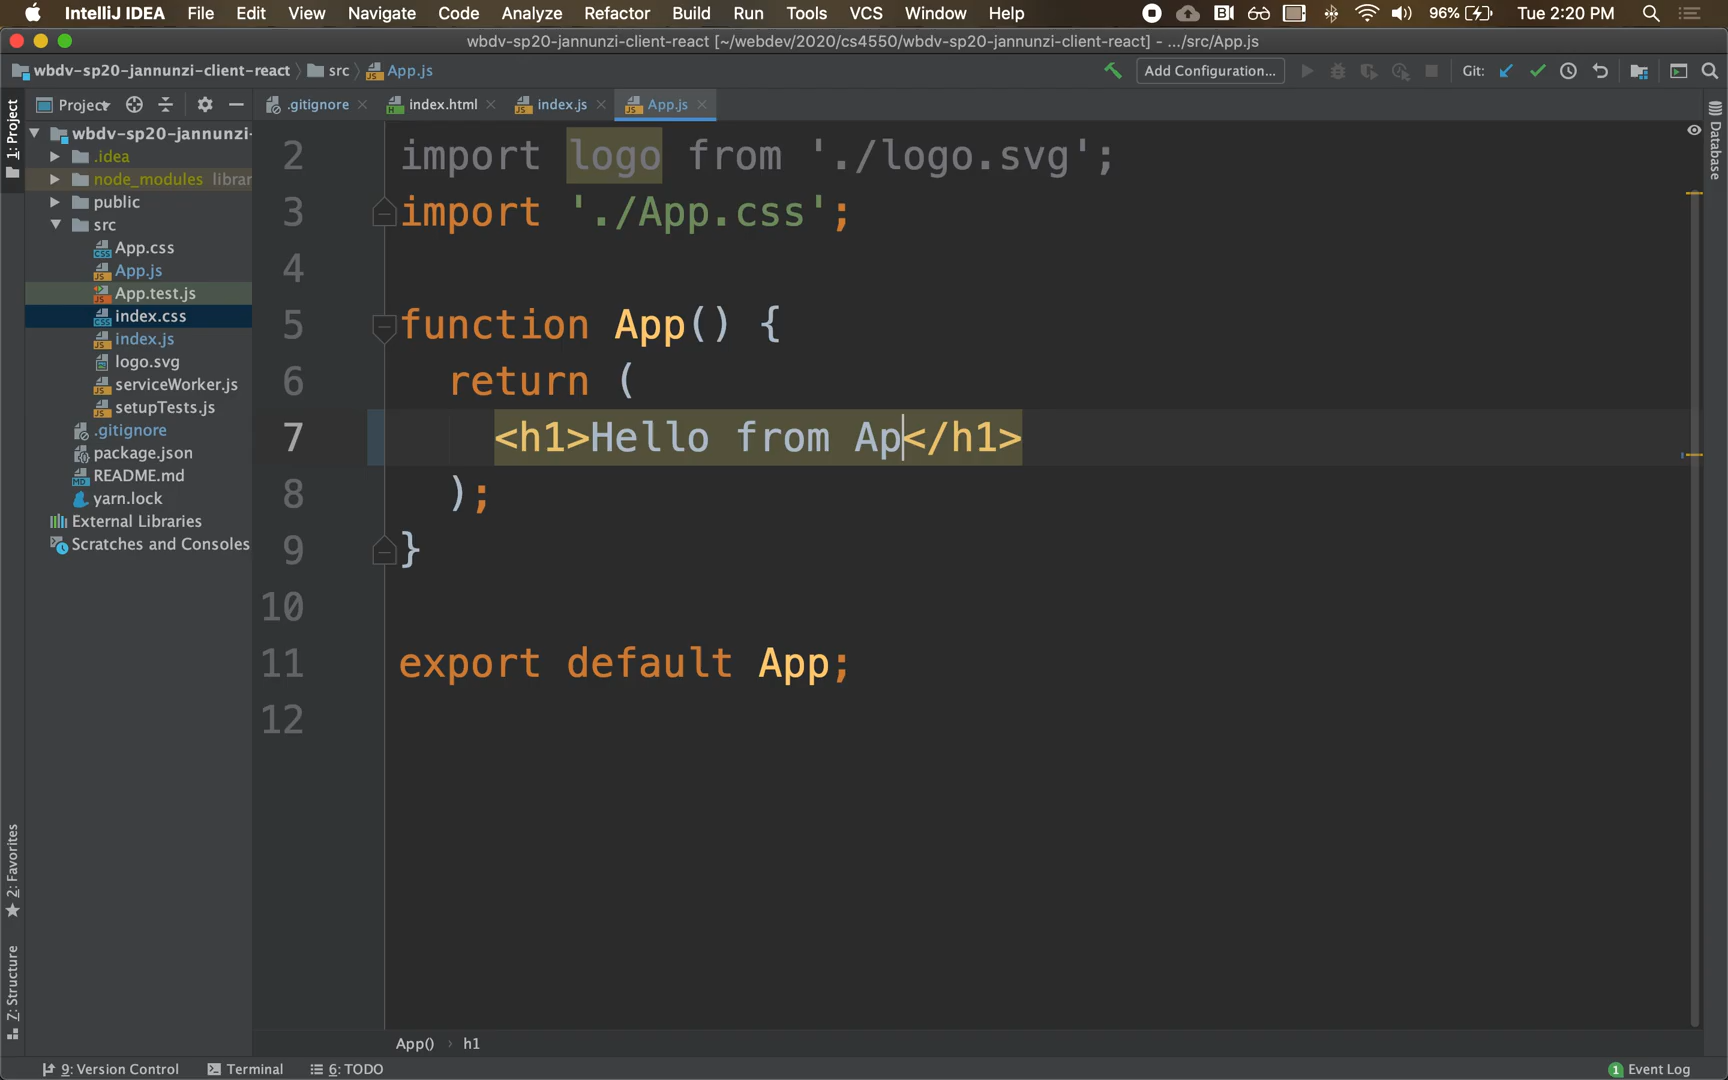 IntelliJ IDEA File Edit View Navigate Code Analyze Refactor Build Run Tools VCS Window Help 96% Tue 2:20 PM
wbdv-sp20-jannunzi-client-react [~/webdev/2020/cs4550/wbdv-sp20-jannunzi-client-react] - .../src/App.js
wbdv-sp20-jannunzi-client-react src App.js Add Configuration... Git:
Project .gitignore index.html index.js App.js
1: Project
Database
wbdv-sp20-jannunzi-
.idea
node_modules librar
public
src
App.css
App.js
App.test.js
index.css
index.js
logo.svg
serviceWorker.js
setupTests.js
.gitignore
package.json
README.md
yarn.lock
External Libraries
Scratches and Consoles
2 import logo from './logo.svg';
3 import './App.css';
4
5 function App() {
6 return (
7 <h1>Hello from Ap</h1>
8 );
9 }
10
11 export default App;
12
2: Favorites
Z: Structure
App() › h1
9: Version Control Terminal 6: TODO 1 Event Log